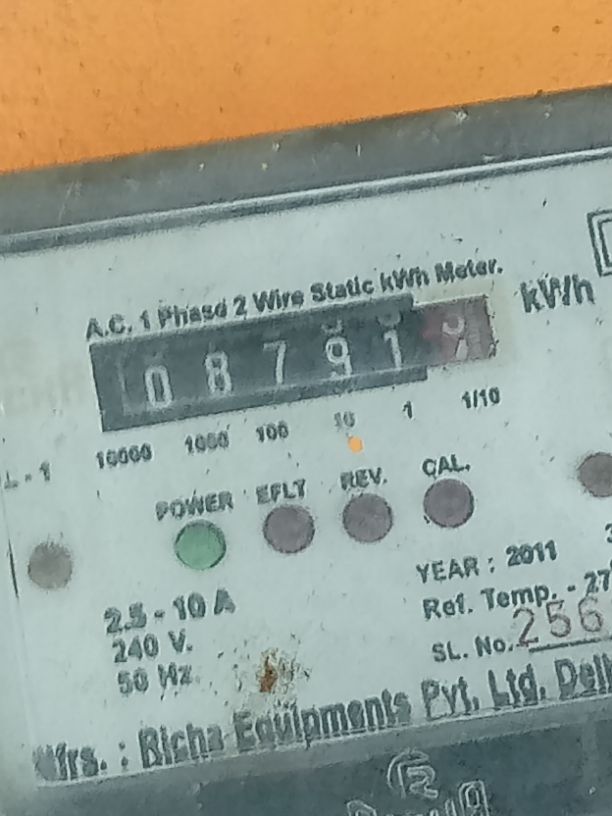 A.C. 1 Phase 2 Wire Static kWh Meter.
0 8 7 9 1
kWh
10000 1000 100 10 1 1/10
POWER EFLT REV. CAL.
2.5 - 10 A
240 V.
50 Hz
YEAR : 2011
Ref. Temp. - 27
SL. No. 256
Mfrs. : Richa Equipments Pvt. Ltd. Delh